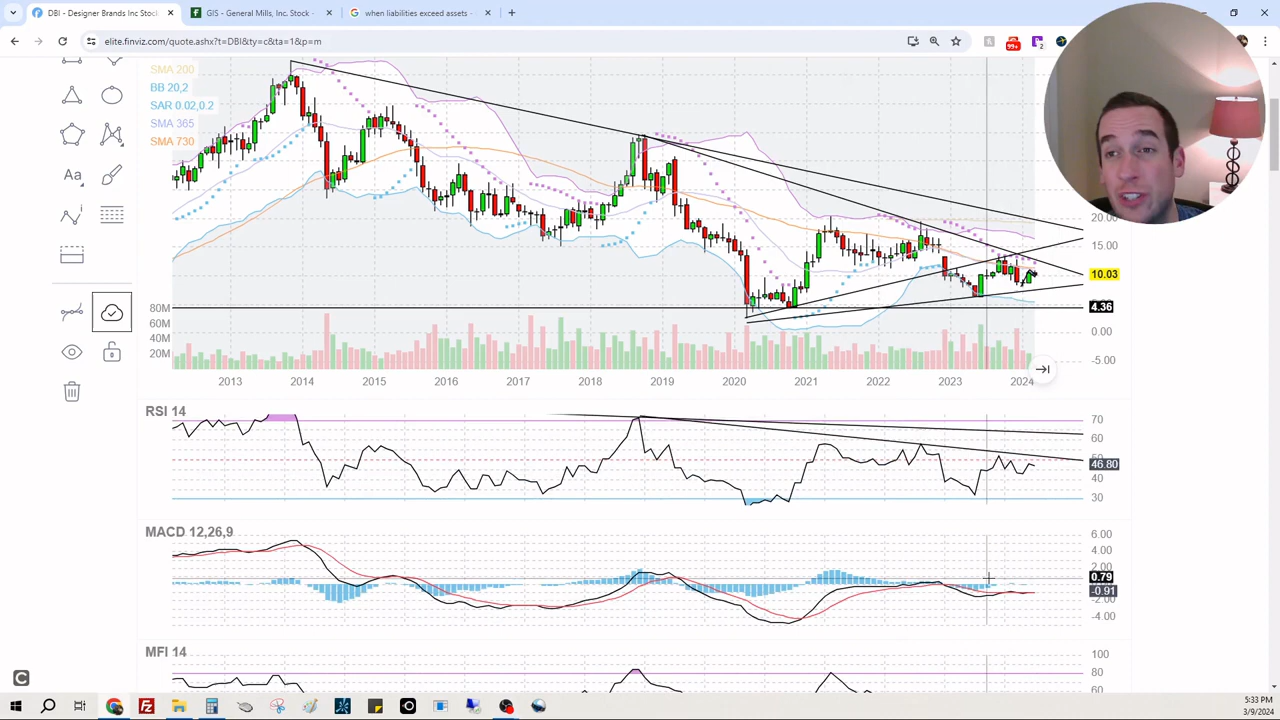 DBI - Designer Brands Inc Stock
GIS - General Mills, Inc. Stock -
when liabilities exceed assets -
elite.finviz.com/quote.ashx?t=DBI&ty=c&ta=1&p=m
99+
2
SMA 200
BB 20,2
SAR 0.02,0.2
SMA 365
SMA 730
Aa
20.00
15.00
10.03
4.36
0.00
-5.00
80M
60M
40M
20M
2013 2014 2015 2016 2017 2018 2019 2020 2021 2022 2023 2024
RSI 14
70
60
46.80
40
30
MACD 12,26,9
6.00
4.00
2.00
0.79
-0.91
-2.00
-4.00
MFI 14
100
80
60
5:33 PM
3/9/2024